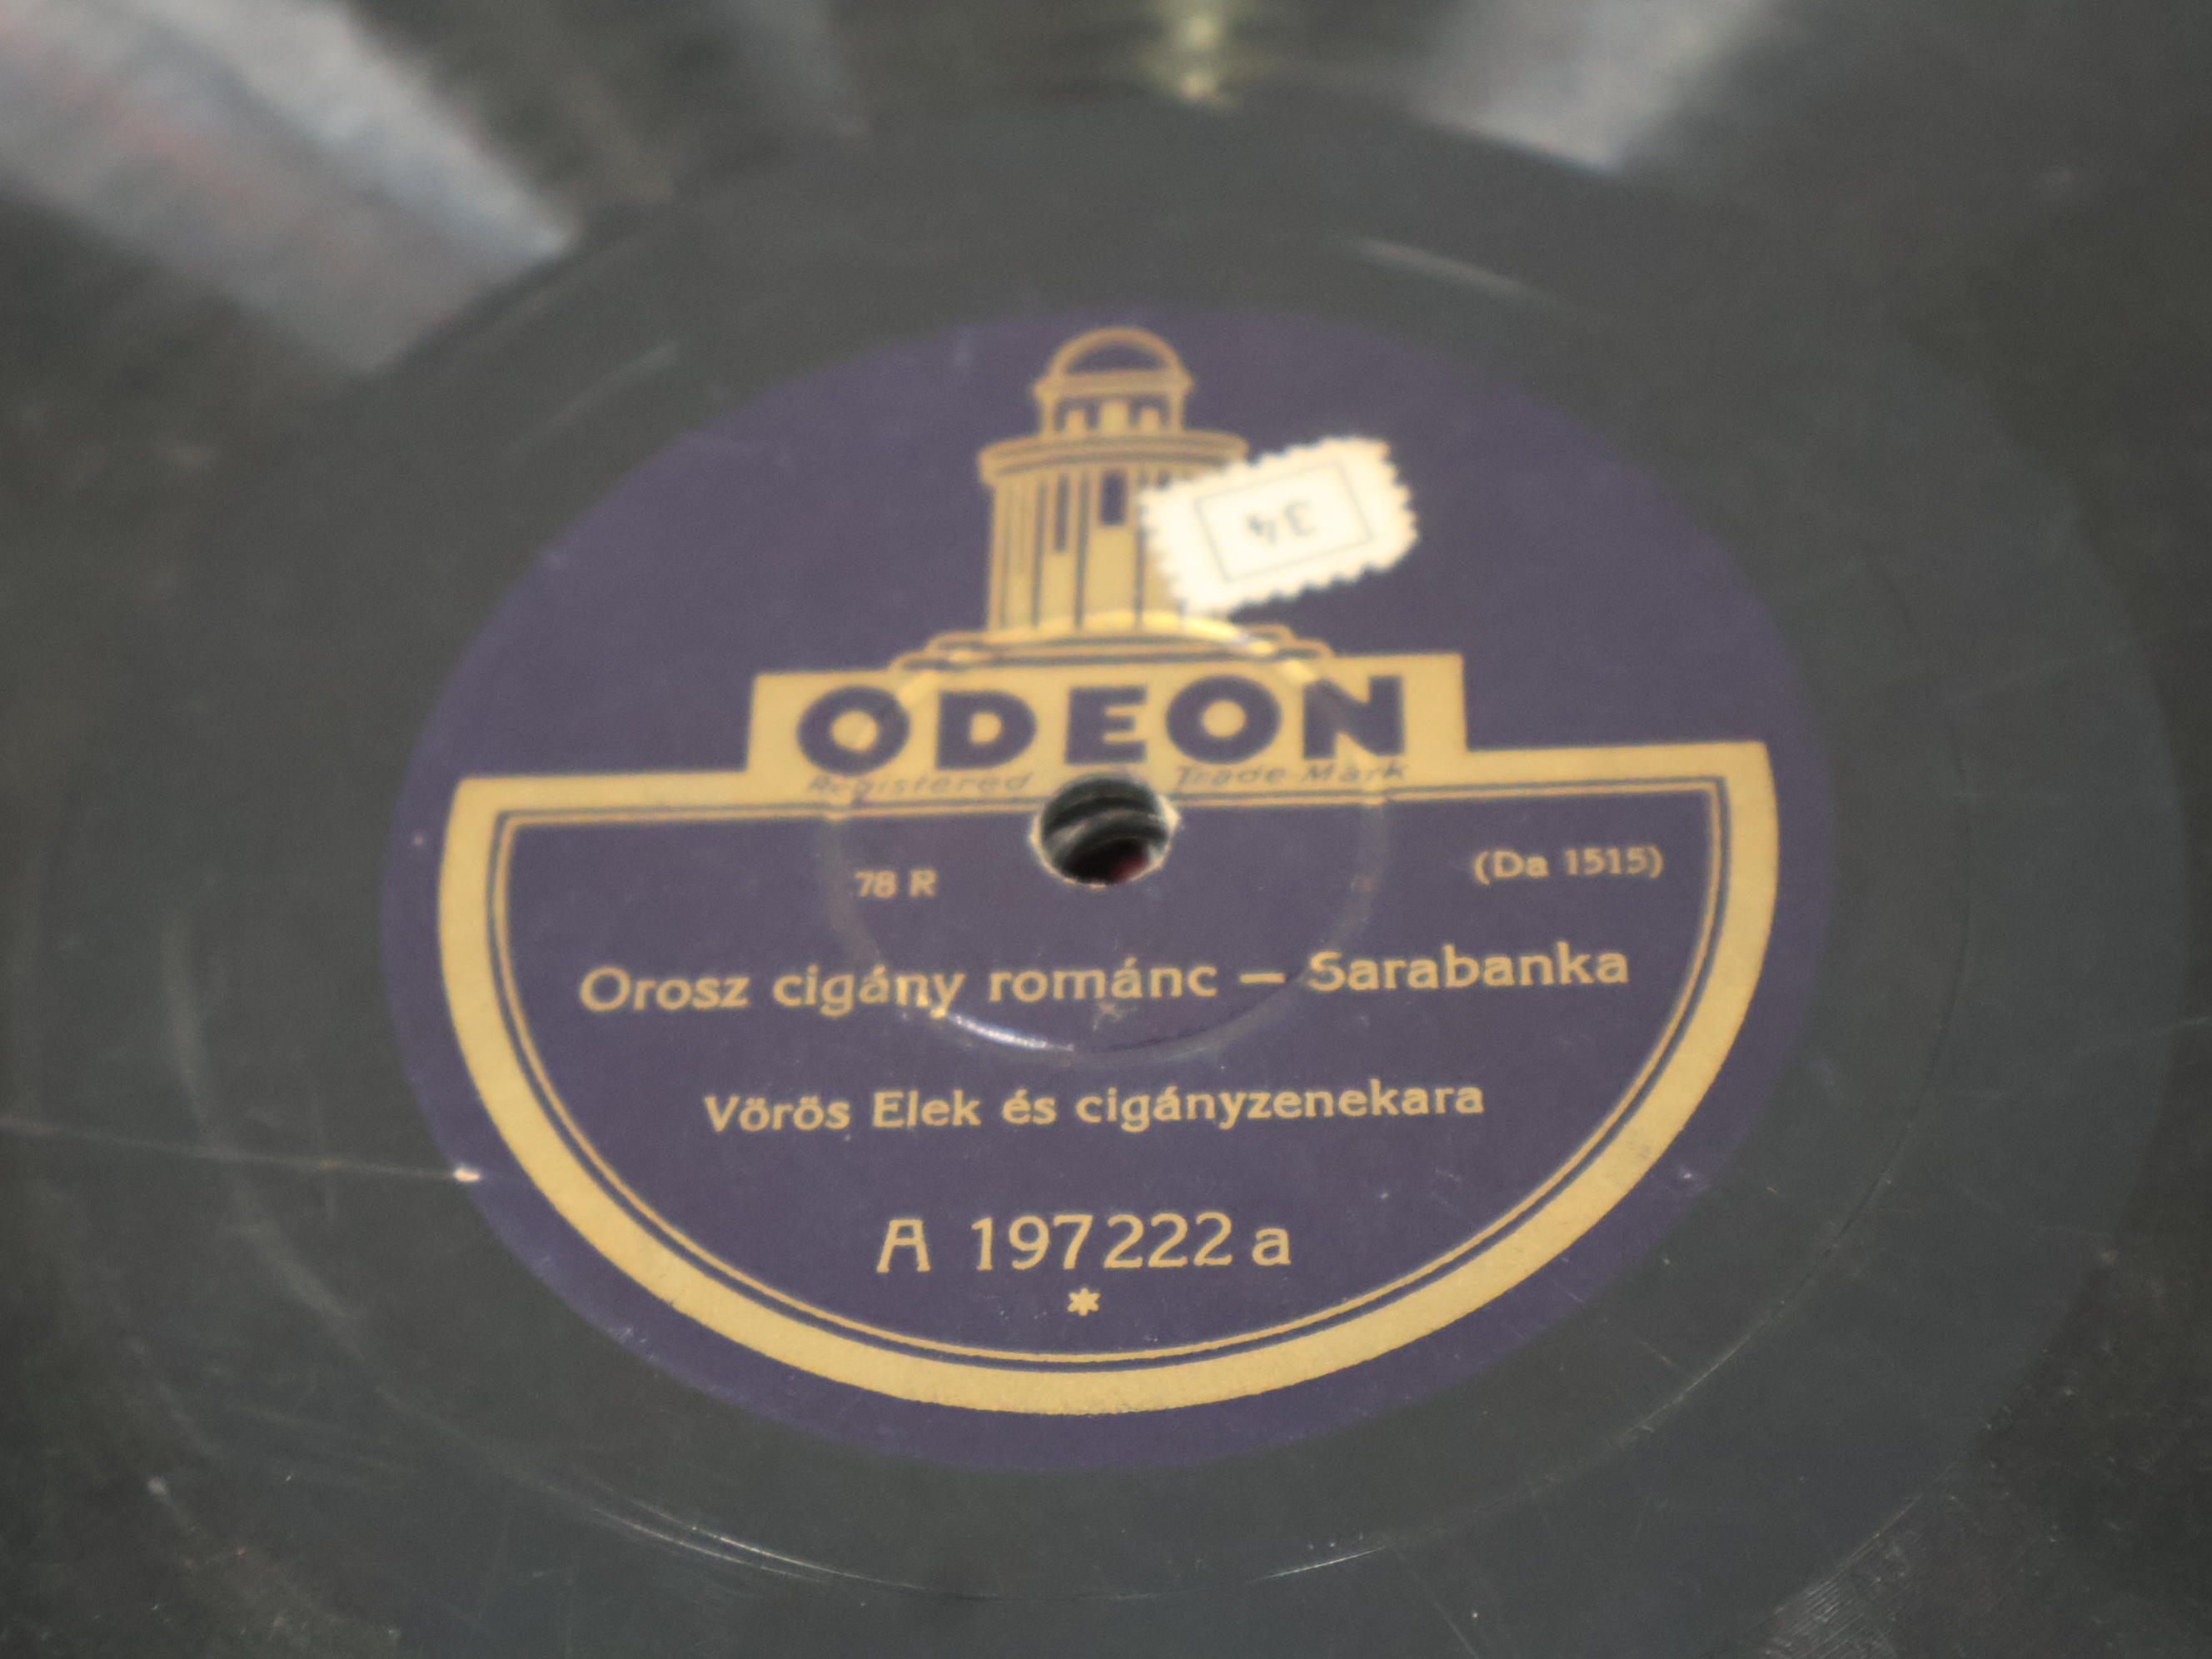 34
ODEON
Registered Trade Mark
78 R (Da 1515)
Orosz cigány románc — Sarabanka
Vörös Elek és cigányzenekara
A 197222 a
*